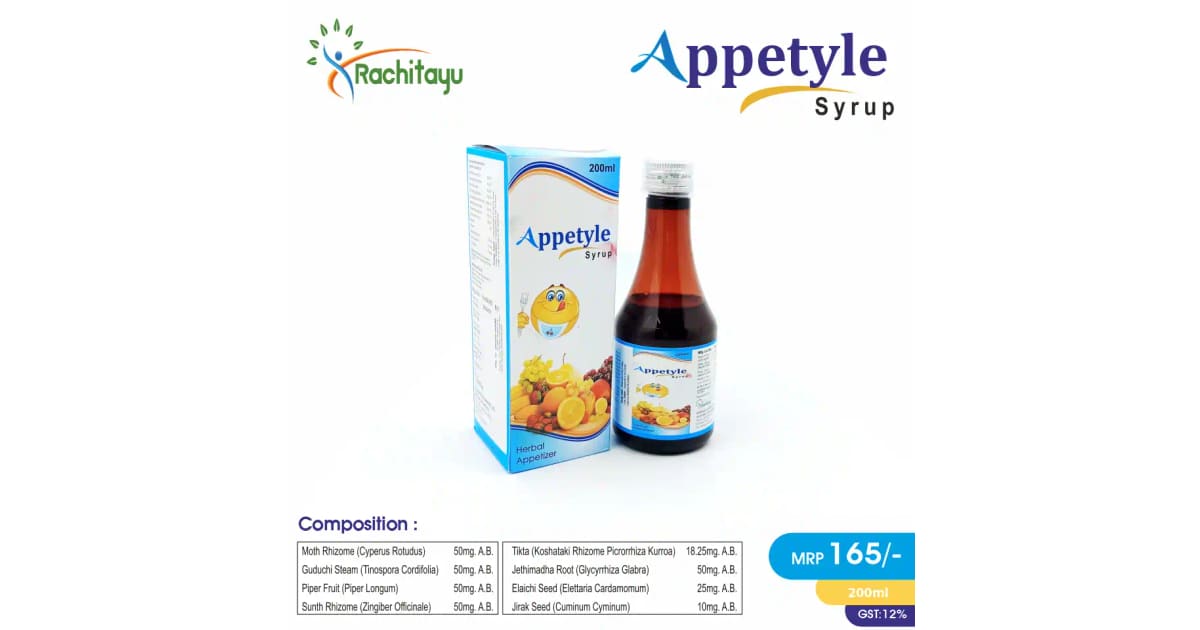 Rachitayu
Appetyle
Syrup
200ml
Appetyle
Syrup
Herbal
Appetizer
Appetyle
Syrup
Composition :
Moth Rhizome (Cyperus Rotudus) 50mg. A.B.
Guduchi Steam (Tinospora Cordifolia) 50mg. A.B.
Piper Fruit (Piper Longum) 50mg. A.B.
Sunth Rhizome (Zingiber Officinale) 50mg. A.B.
Tikta (Koshataki Rhizome Picrorrhiza Kurroa) 18.25mg. A.B.
Jethimadha Root (Glycyrrhiza Glabra) 50mg. A.B.
Elaichi Seed (Elettaria Cardamomum) 25mg. A.B.
Jirak Seed (Cuminum Cyminum) 10mg. A.B.
MRP 165/-
200ml
GST:12%